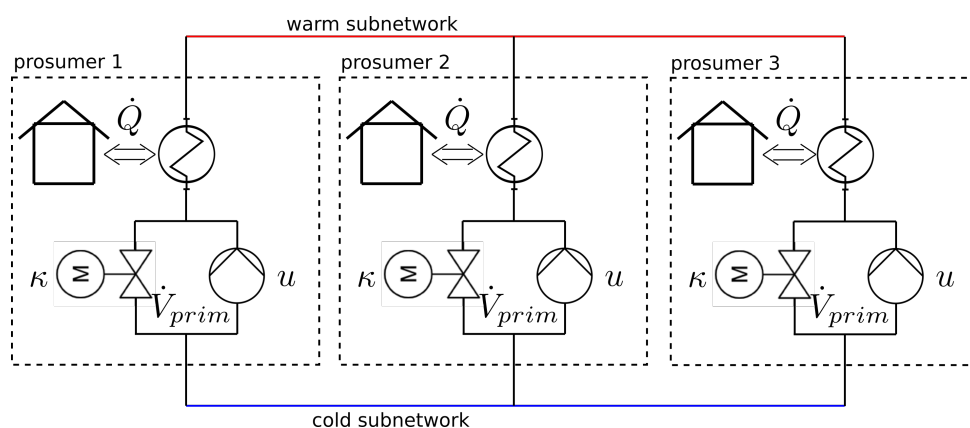 warm subnetwork
prosumer 1
prosumer 2
prosumer 3
Q̇
Q̇
Q̇
κ M u
κ M u
κ M u
V̇prim
V̇prim
V̇prim
cold subnetwork